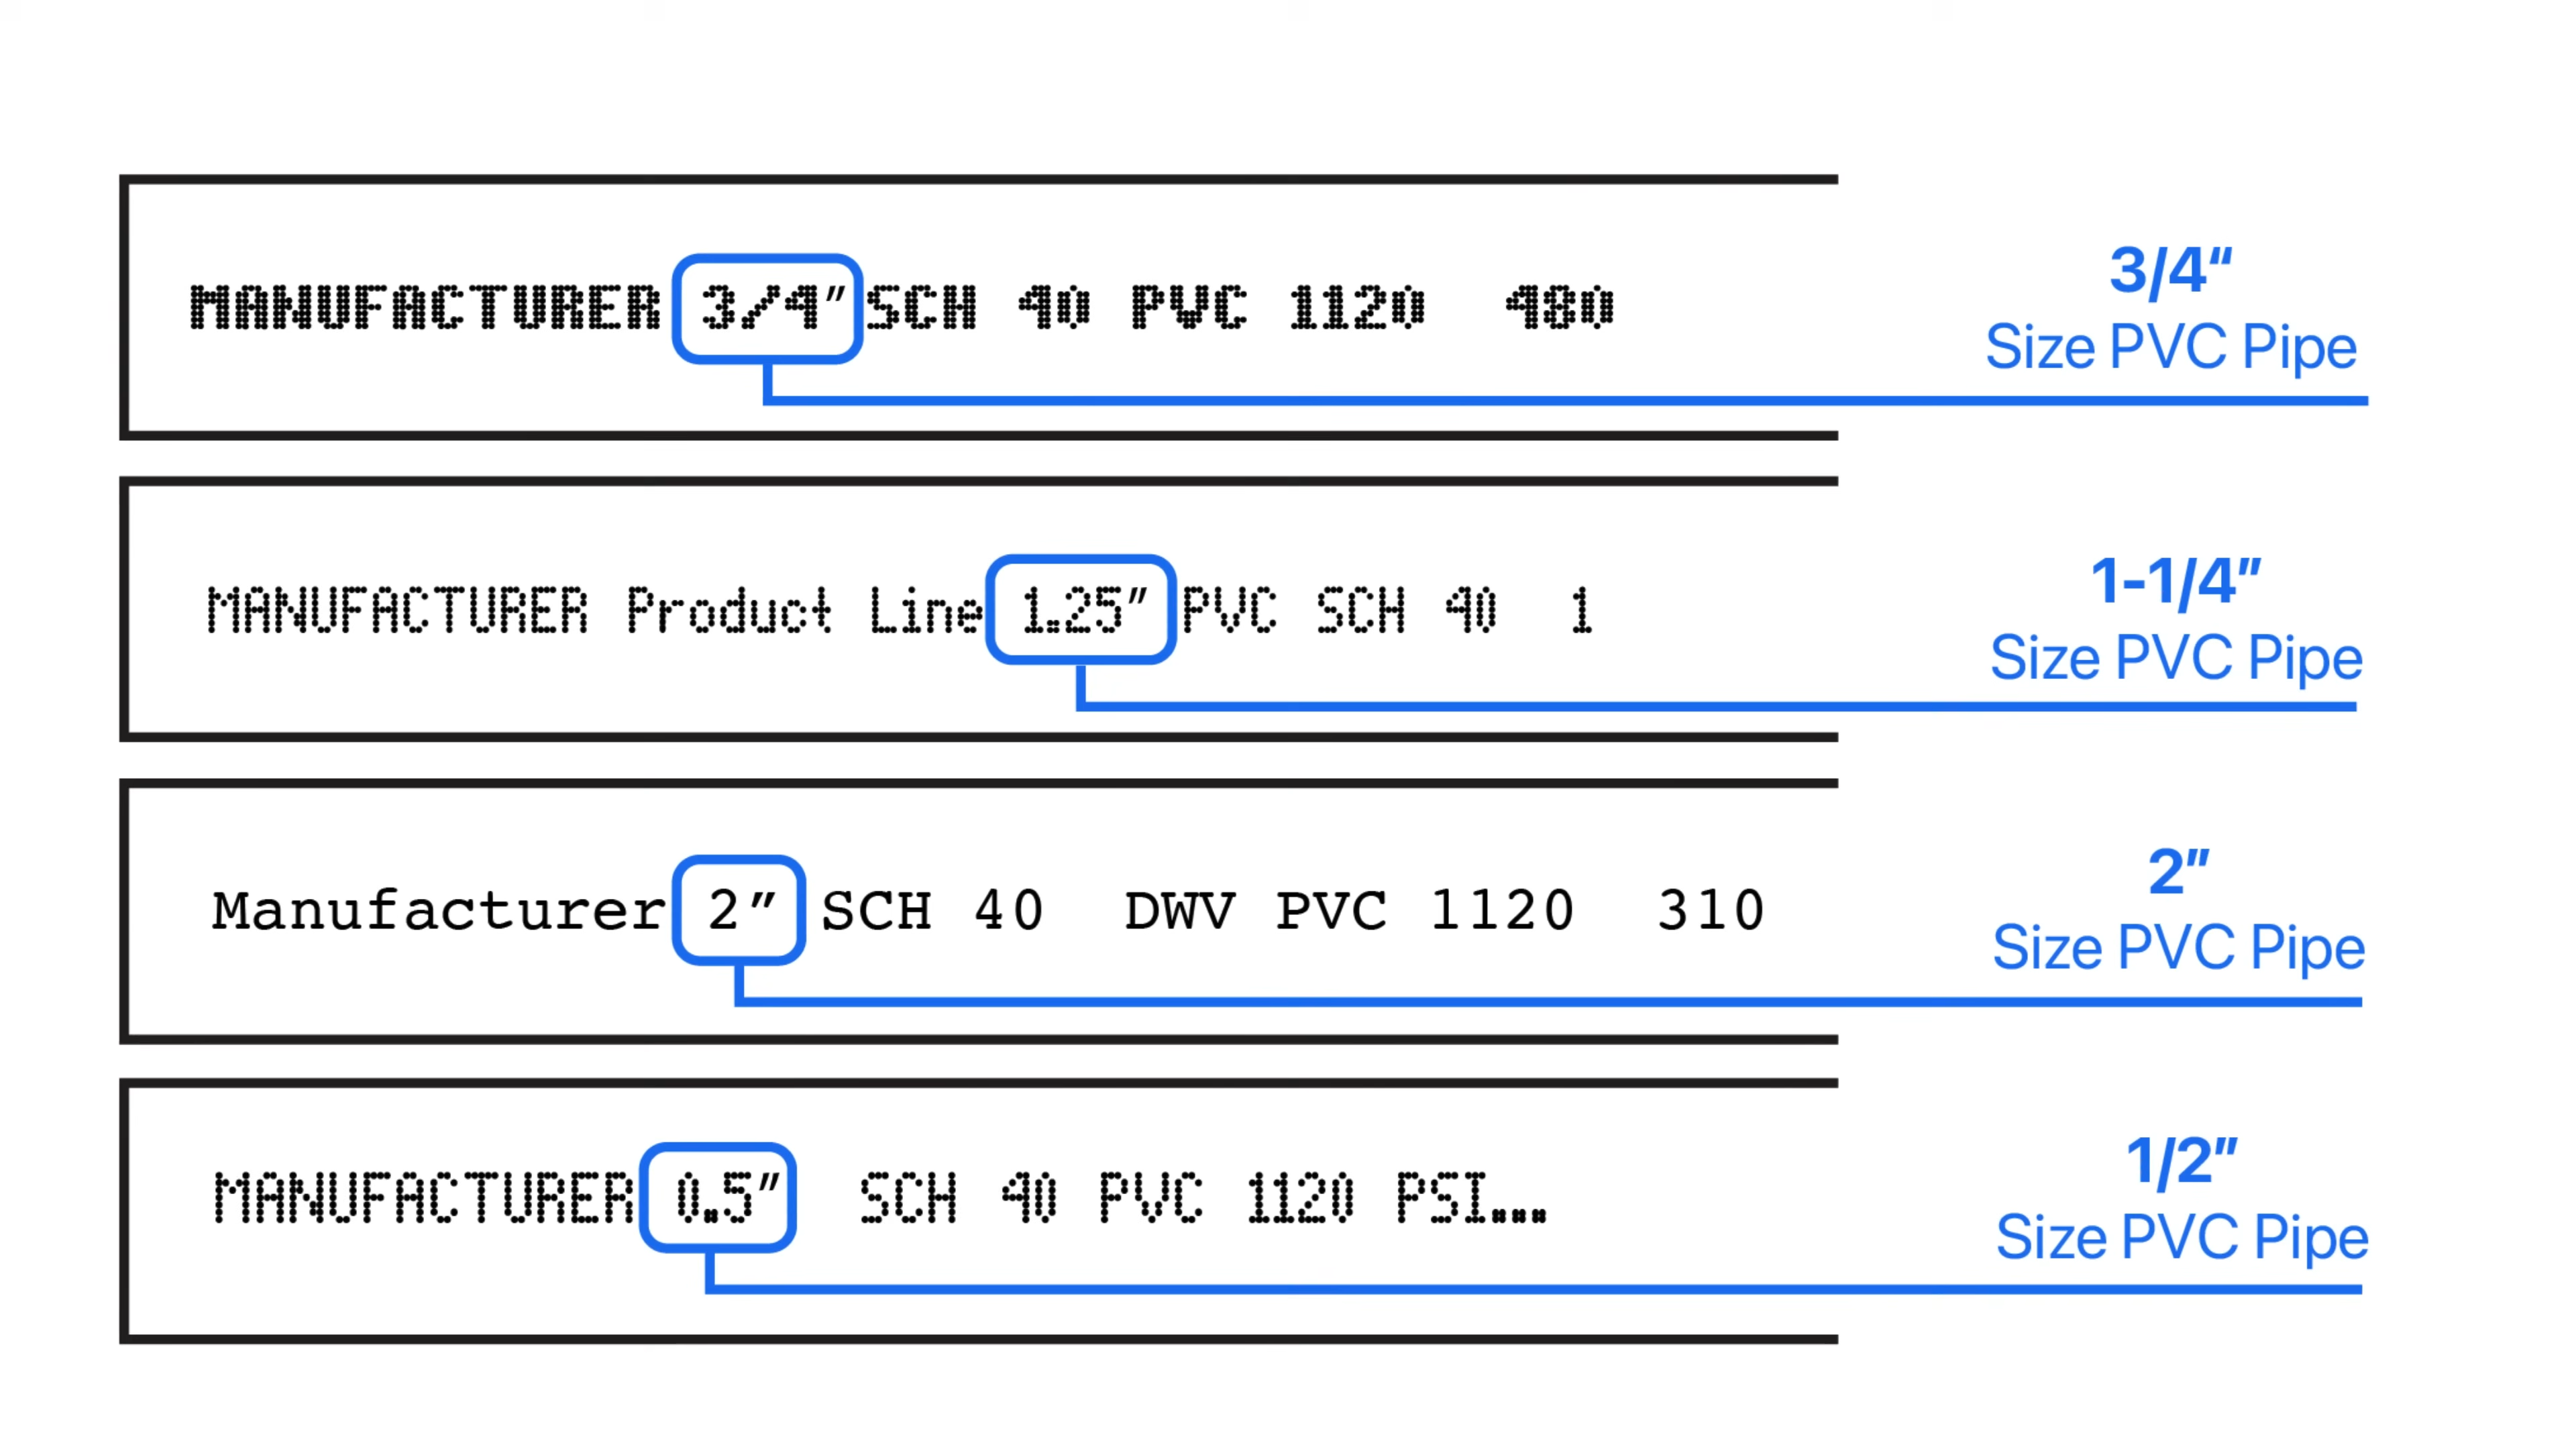 MANUFACTURER 3/4" SCH 40 PVC 1120 480
3/4"
Size PVC Pipe
MANUFACTURER Product Line 1.25" PVC SCH 40 1
1-1/4"
Size PVC Pipe
Manufacturer 2" SCH 40 DWV PVC 1120 310
2"
Size PVC Pipe
MANUFACTURER 0.5" SCH 40 PVC 1120 PSI...
1/2"
Size PVC Pipe